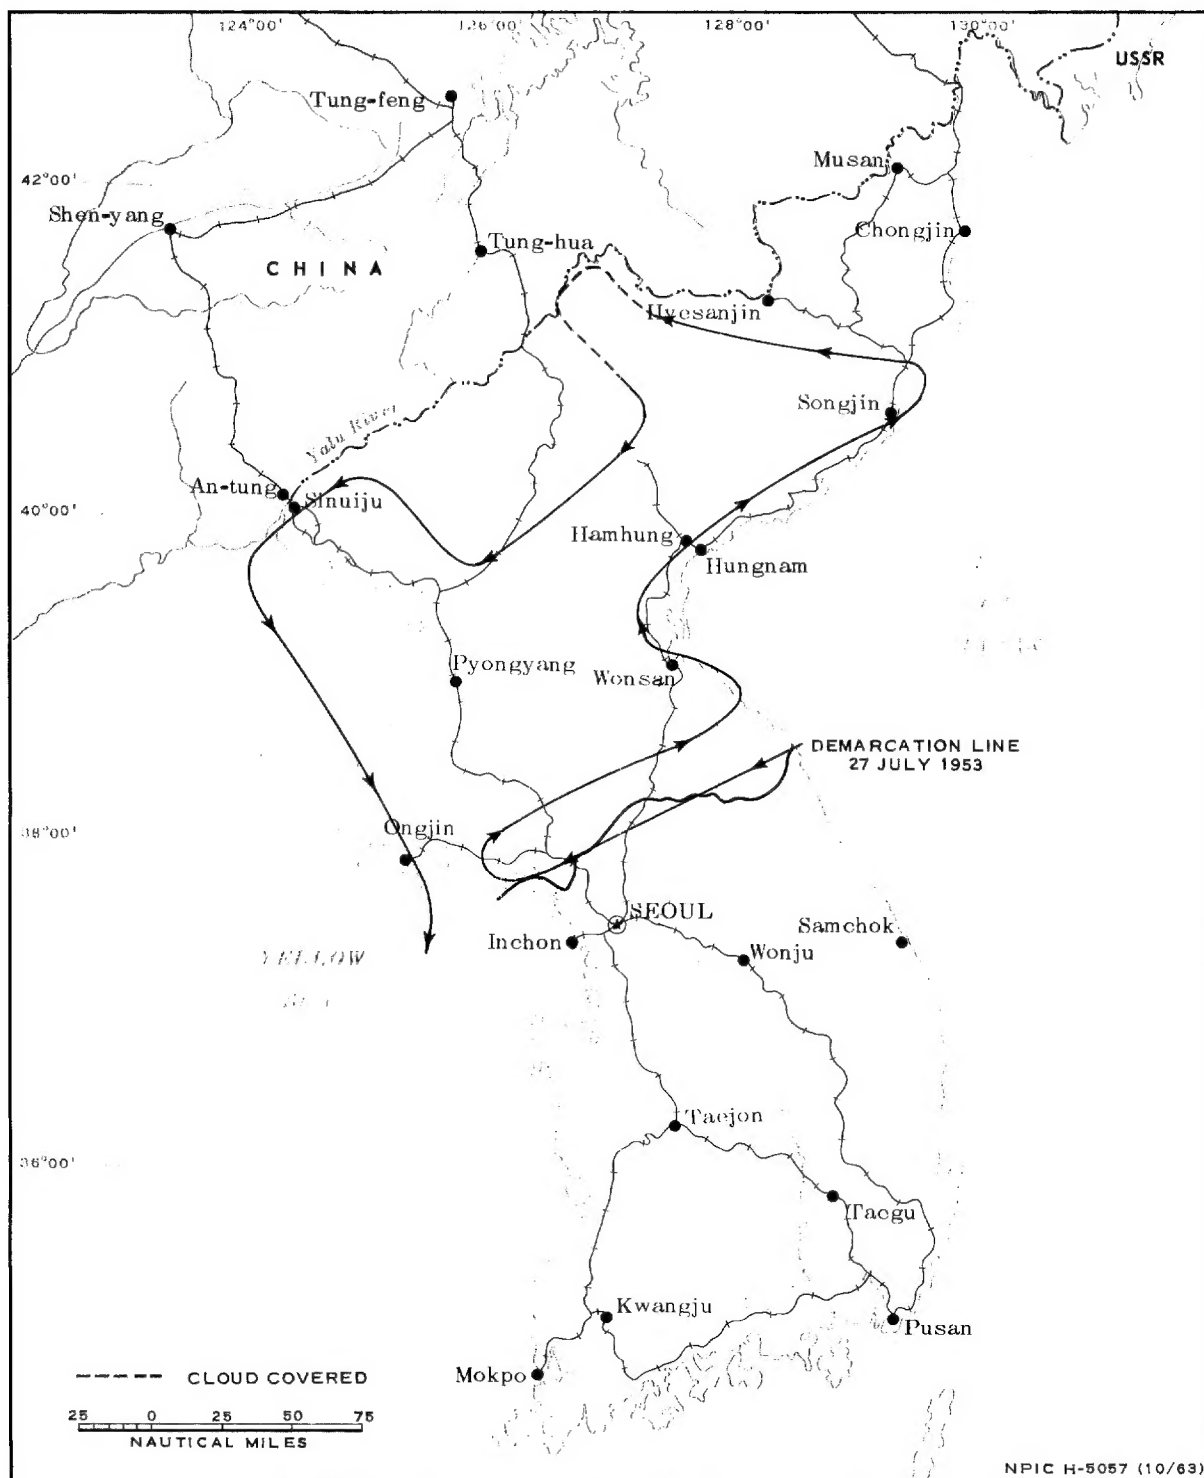 124°00'
126°00'
128°00'
130°00'
USSR
Tung-feng
Musan
42°00'
Shen-yang
Chongjin
Tung-hua
CHINA
Hyesanjin
Songjin
Yalu River
An-tung
Sinuiju
40°00'
Hamhung
Hungnam
Pyongyang
Wonsan
DEMARCATION LINE
27 JULY 1953
38°00'
Ongjin
SEOUL
Samchok
Inchon
Wonju
YELLOW
Taejon
36°00'
Taegu
Kwangju
Pusan
Mokpo
CLOUD COVERED
25 0 25 50 75
NAUTICAL MILES
NPIC H-5057 (10/63)